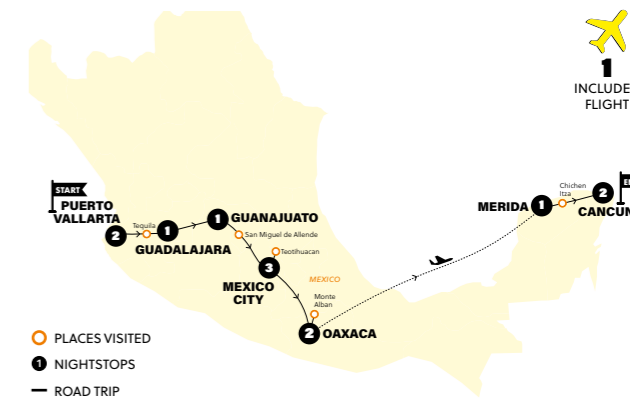 1
INCLUDE
FLIGHT
START
PUERTO
VALLARTA
2
Tequila
1
GUADALAJARA
1
GUANAJUATO
San Miguel de Allende
Teotihuacan
3
MEXICO
CITY
MEXICO
Monte
Alban
2
OAXACA
MERIDA
1
Chichen
Itza
2
CANCUN
E
PLACES VISITED
1
NIGHTSTOPS
ROAD TRIP